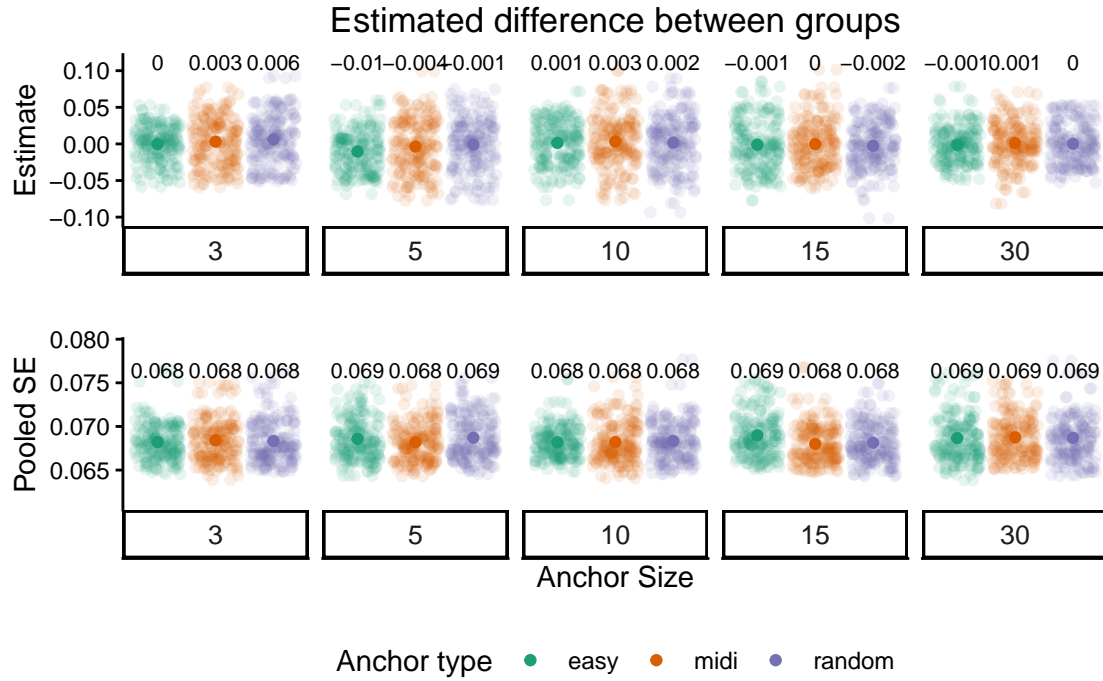 Estimated difference between groups
0 0.003 0.006 −0.01 −0.004 −0.001 0.001 0.003 0.002 −0.001 0 −0.002 −0.001 0.001 0
0.10
0.05
0.00
−0.05
−0.10
Estimate
3 5 10 15 30
0.080
0.075
0.070
0.065
Pooled SE
0.068 0.068 0.068 0.069 0.068 0.069 0.068 0.068 0.068 0.069 0.068 0.068 0.069 0.069 0.069
3 5 10 15 30
Anchor Size
Anchor type easy midi random